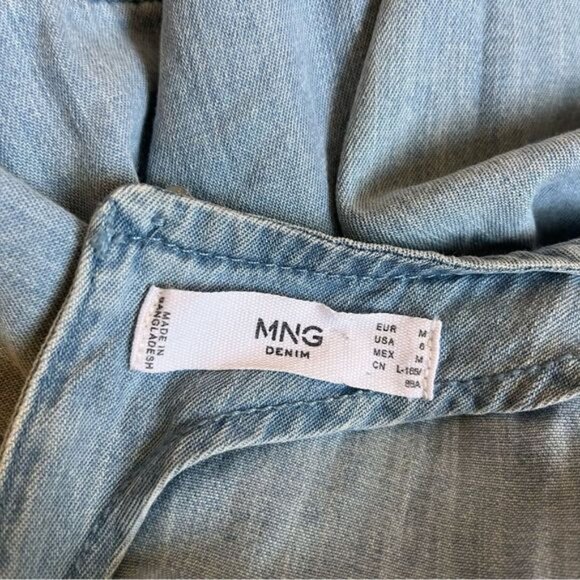 MADE IN
BANGLADESH
MNG
DENIM
EUR M
USA 6
MEX M
CN L-165/
88A